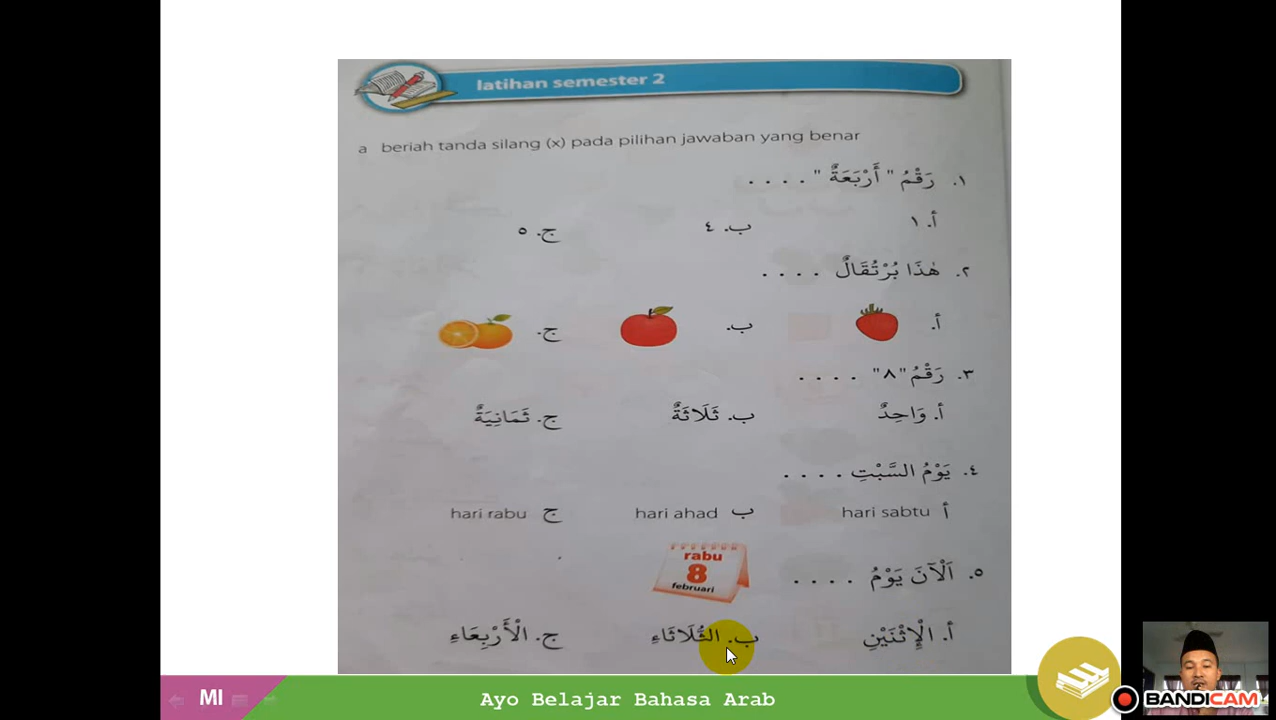 latihan semester 2
a beriah tanda silang (x) pada pilihan jawaban yang benar
١. رَقْمُ " أَرْبَعَةٌ " . . . .
أ. ١ ب. ٤ ج. ٥
٢. هٰذَا بُرْتُقَالٌ . . . .
أ. ب. ج.
٣. رَقْمُ "٨" . . . .
أ. وَاحِدٌ ب. ثَلَاثَةٌ ج. ثَمَانِيَةٌ
٤. يَوْمُ السَّبْتِ . . . .
أ hari sabtu ب hari ahad ج hari rabu
٥. اَلْآنَ يَوْمُ . . . .
rabu
8
februari
أ. الْإِثْنَيْنِ ب. الثُّلَاثَاءِ ج. الْأَرْبِعَاءِ
MI
Ayo Belajar Bahasa Arab
BANDICAM